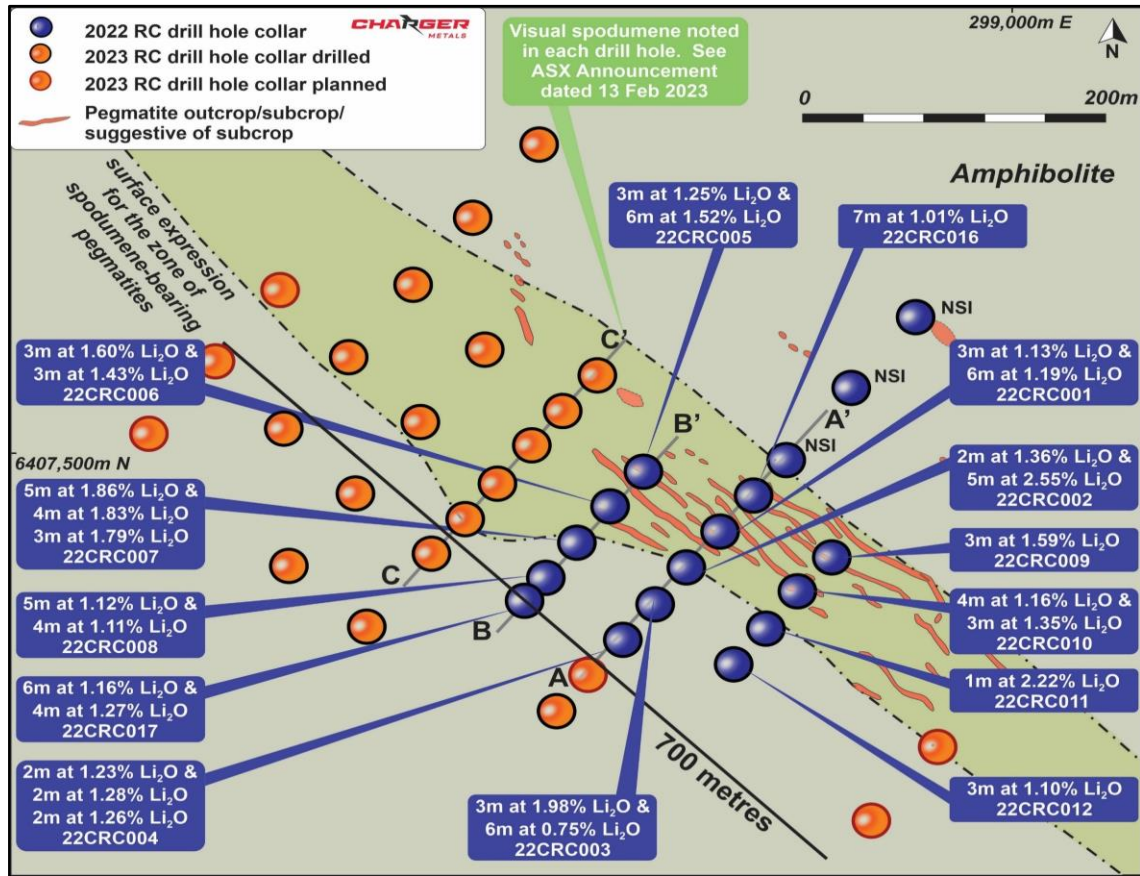 CHARGER
METALS
2022 RC drill hole collar
2023 RC drill hole collar drilled
2023 RC drill hole collar planned
Pegmatite outcrop/subcrop/
suggestive of subcrop
Visual spodumene noted
in each drill hole. See
ASX Announcement
dated 13 Feb 2023
299,000m E
N
0
200m
Amphibolite
surface expression
for the zone of
spodumene-bearing
pegmatites
3m at 1.25% Li₂O &
6m at 1.52% Li₂O
22CRC005
7m at 1.01% Li₂O
22CRC016
NSI
NSI
NSI
C'
B'
A'
3m at 1.60% Li₂O &
3m at 1.43% Li₂O
22CRC006
3m at 1.13% Li₂O &
6m at 1.19% Li₂O
22CRC001
6407,500m N
2m at 1.36% Li₂O &
5m at 2.55% Li₂O
22CRC002
5m at 1.86% Li₂O &
4m at 1.83% Li₂O
3m at 1.79% Li₂O
22CRC007
3m at 1.59% Li₂O
22CRC009
C
B
A
5m at 1.12% Li₂O &
4m at 1.11% Li₂O
22CRC008
4m at 1.16% Li₂O &
3m at 1.35% Li₂O
22CRC010
6m at 1.16% Li₂O &
4m at 1.27% Li₂O
22CRC017
1m at 2.22% Li₂O
22CRC011
700 metres
2m at 1.23% Li₂O &
2m at 1.28% Li₂O
2m at 1.26% Li₂O
22CRC004
3m at 1.98% Li₂O &
6m at 0.75% Li₂O
22CRC003
3m at 1.10% Li₂O
22CRC012